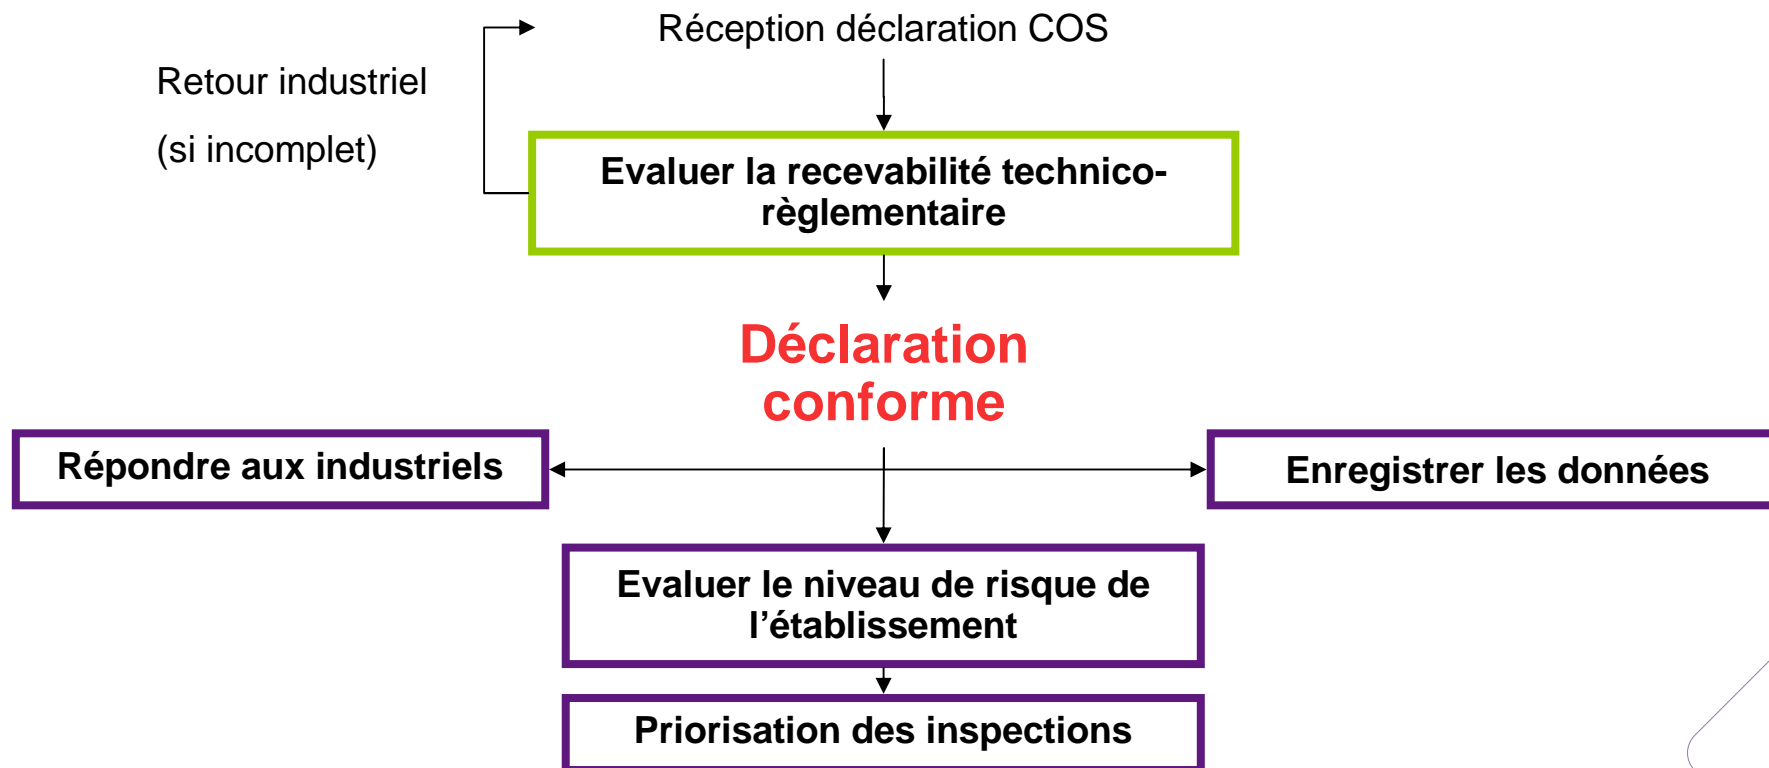 Réception déclaration COS
Retour industriel
(si incomplet)
Evaluer la recevabilité technico-
règlementaire
Déclaration
conforme
Répondre aux industriels
Enregistrer les données
Evaluer le niveau de risque de
l’établissement
Priorisation des inspections